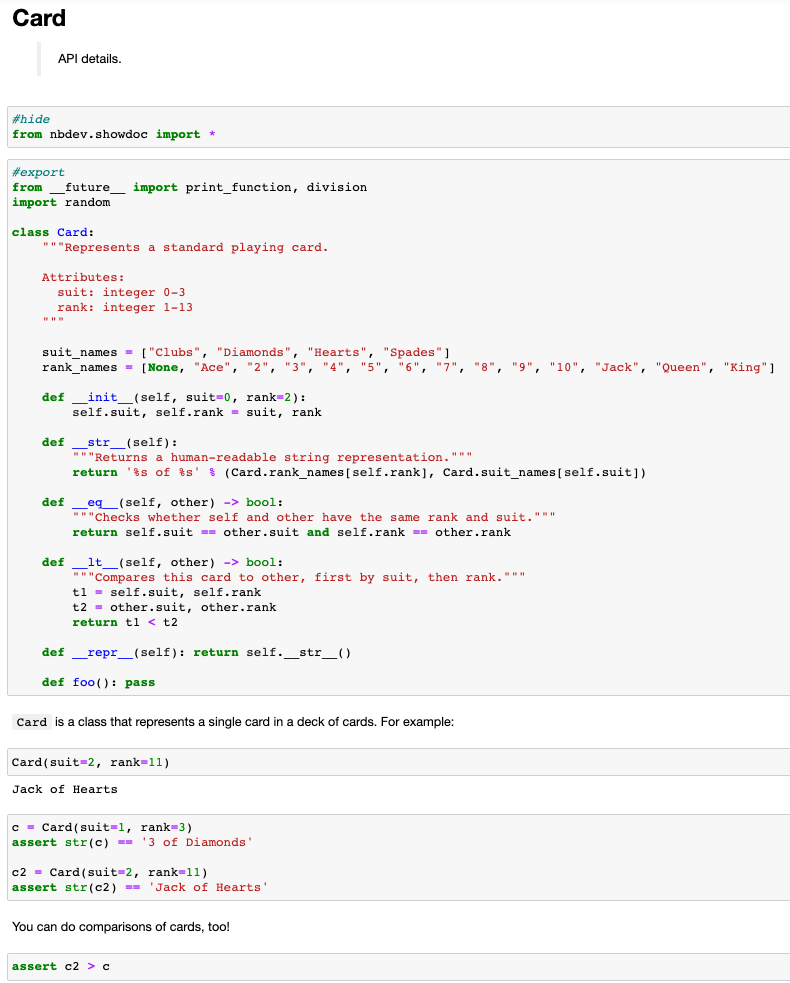 Card
API details.
#hide
from nbdev.showdoc import *
#export
from __future__ import print_function, division
import random

class Card:
    """Represents a standard playing card.

    Attributes:
      suit: integer 0-3
      rank: integer 1-13
    """

    suit_names = ["Clubs", "Diamonds", "Hearts", "Spades"]
    rank_names = [None, "Ace", "2", "3", "4", "5", "6", "7", "8", "9", "10", "Jack", "Queen", "King"]

    def __init__(self, suit=0, rank=2):
        self.suit, self.rank = suit, rank

    def __str__(self):
        """Returns a human-readable string representation."""
        return '%s of %s' % (Card.rank_names[self.rank], Card.suit_names[self.suit])

    def __eq__(self, other) -> bool:
        """Checks whether self and other have the same rank and suit."""
        return self.suit == other.suit and self.rank == other.rank

    def __lt__(self, other) -> bool:
        """Compares this card to other, first by suit, then rank."""
        t1 = self.suit, self.rank
        t2 = other.suit, other.rank
        return t1 < t2

    def __repr__(self): return self.__str__()

    def foo(): pass
Card is a class that represents a single card in a deck of cards. For example:
Card(suit=2, rank=11)
Jack of Hearts
c = Card(suit=1, rank=3)
assert str(c) == '3 of Diamonds'

c2 = Card(suit=2, rank=11)
assert str(c2) == 'Jack of Hearts'
You can do comparisons of cards, too!
assert c2 > c